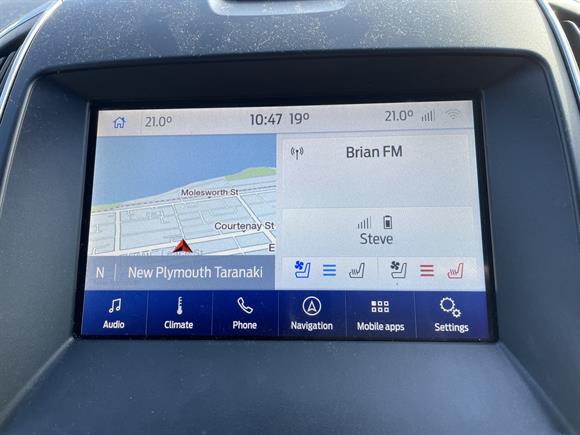 21.0° 10:47 19° 21.0°
Brian FM
Molesworth St
Courtenay St
E
Steve
N New Plymouth Taranaki
Audio Climate Phone Navigation Mobile apps Settings